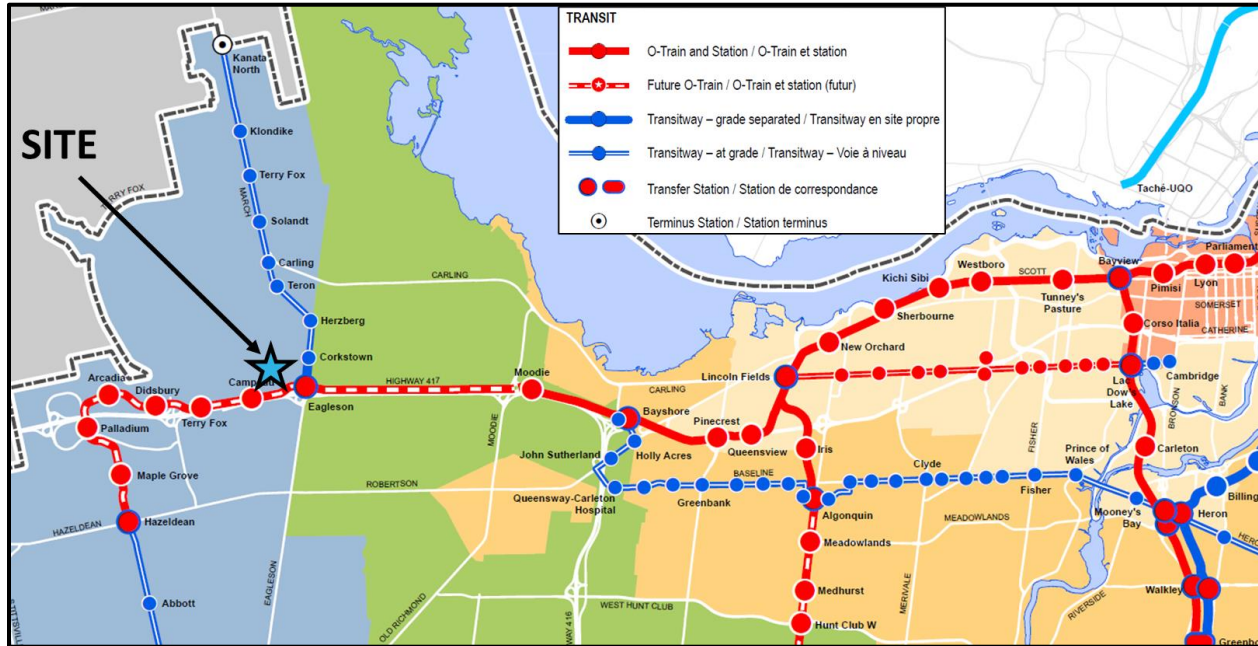 TRANSIT
O-Train and Station / O-Train et station
Future O-Train / O-Train et station (futur)
Transitway – grade separated / Transitway en site propre
Transitway – at grade / Transitway – Voie à niveau
Transfer Station / Station de correspondance
Terminus Station / Station terminus
SITE
Kanata
North
Klondike
Terry Fox
TERRY FOX
MARCH
Solandt
Carling
Teron
CARLING
Herzberg
Corkstown
Arcadia
Didsbury
Terry Fox
Eagleson
HIGHWAY 417
Moodie
Palladium
Maple Grove
HAZELDEAN
Hazeldean
Abbott
EAGLESON
ROBERTSON
MOODIE
OLD RICHMOND
WEST HUNT CLUB
CARLING
Bayshore
Pinecrest
Queensview
John Sutherland
Holly Acres
Queensway-Carleton
Hospital
Greenbank
BASELINE
Lincoln Fields
New Orchard
Sherbourne
Kichi Sibi
Westboro
SCOTT
Tunney's
Pasture
Bayview
Pimisi
Lyon
Parliament
Taché-UQO
SOMERSET
CATHERINE
Corso Italia
Cambridge
Dow's
Lake
BRONSON
BANK
Iris
Algonquin
Clyde
FISHER
Fisher
Prince of
Wales
Carleton
Mooney's
Bay
Heron
MEADOWLANDS
Meadowlands
Medhurst
Hunt Club W
MERIVALE
RIVERSIDE
Walkley